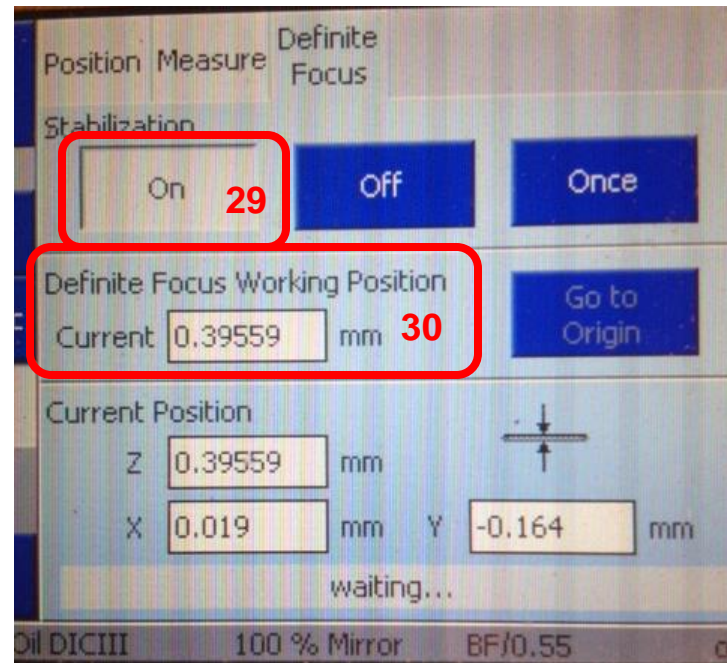 Position Measure Definite Focus
Stabilization
On 29 Off Once
Definite Focus Working Position
Current 0.39559 mm 30 Go to Origin
Current Position
Z 0.39559 mm
X 0.019 mm Y -0.164 mm
waiting...
Oil DICIII 100 % Mirror BF/0.55